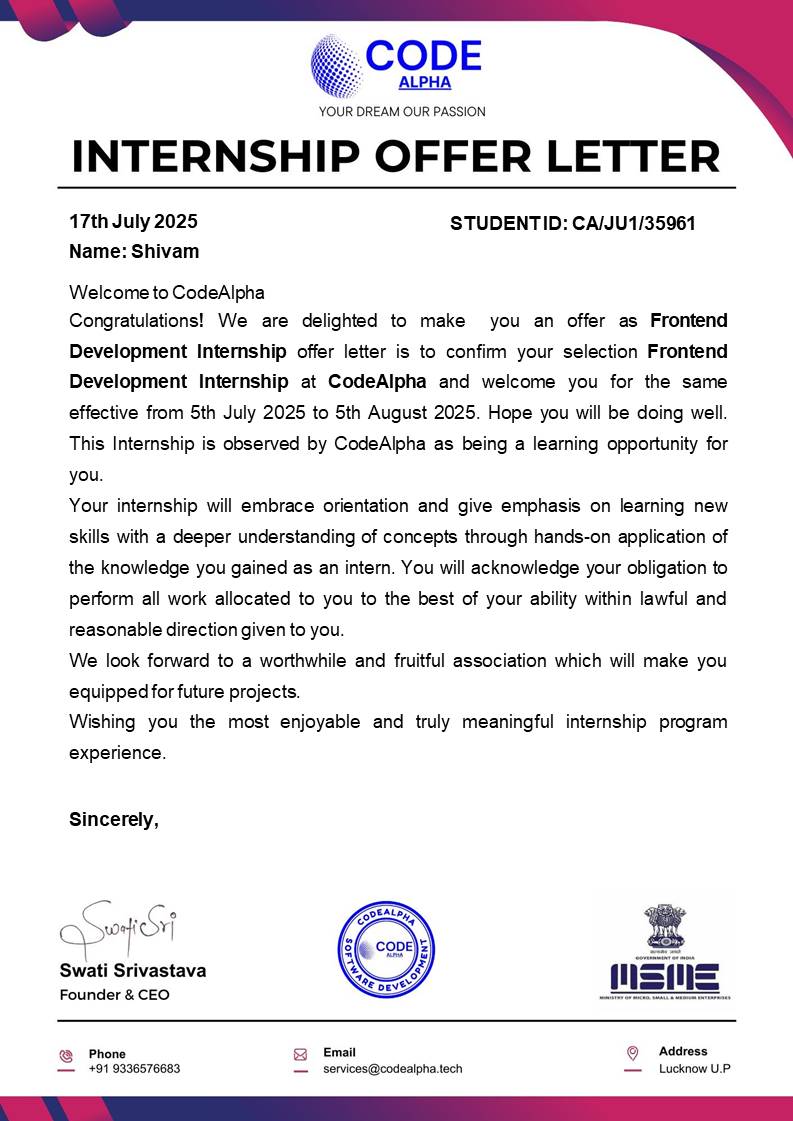 CODE
ALPHA
YOUR DREAM OUR PASSION
INTERNSHIP OFFER LETTER
17th July 2025
STUDENT ID: CA/JU1/35961
Name: Shivam
Welcome to CodeAlpha
Congratulations! We are delighted to make you an offer as Frontend
Development Internship offer letter is to confirm your selection Frontend
Development Internship at CodeAlpha and welcome you for the same
effective from 5th July 2025 to 5th August 2025. Hope you will be doing well.
This Internship is observed by CodeAlpha as being a learning opportunity for
you.
Your internship will embrace orientation and give emphasis on learning new
skills with a deeper understanding of concepts through hands-on application of
the knowledge you gained as an intern. You will acknowledge your obligation to
perform all work allocated to you to the best of your ability within lawful and
reasonable direction given to you.
We look forward to a worthwhile and fruitful association which will make you
equipped for future projects.
Wishing you the most enjoyable and truly meaningful internship program
experience.
Sincerely,
Swati Sri
Swati Srivastava
Founder & CEO
CODEALPHA
CODE
ALPHA
SOFTWARE DEVELOPMENT
सत्यमेव जयते
GOVERNMENT OF INDIA
MSME
MINISTRY OF MICRO, SMALL & MEDIUM ENTERPRISES
Phone
+91 9336576683
Email
services@codealpha.tech
Address
Lucknow U.P